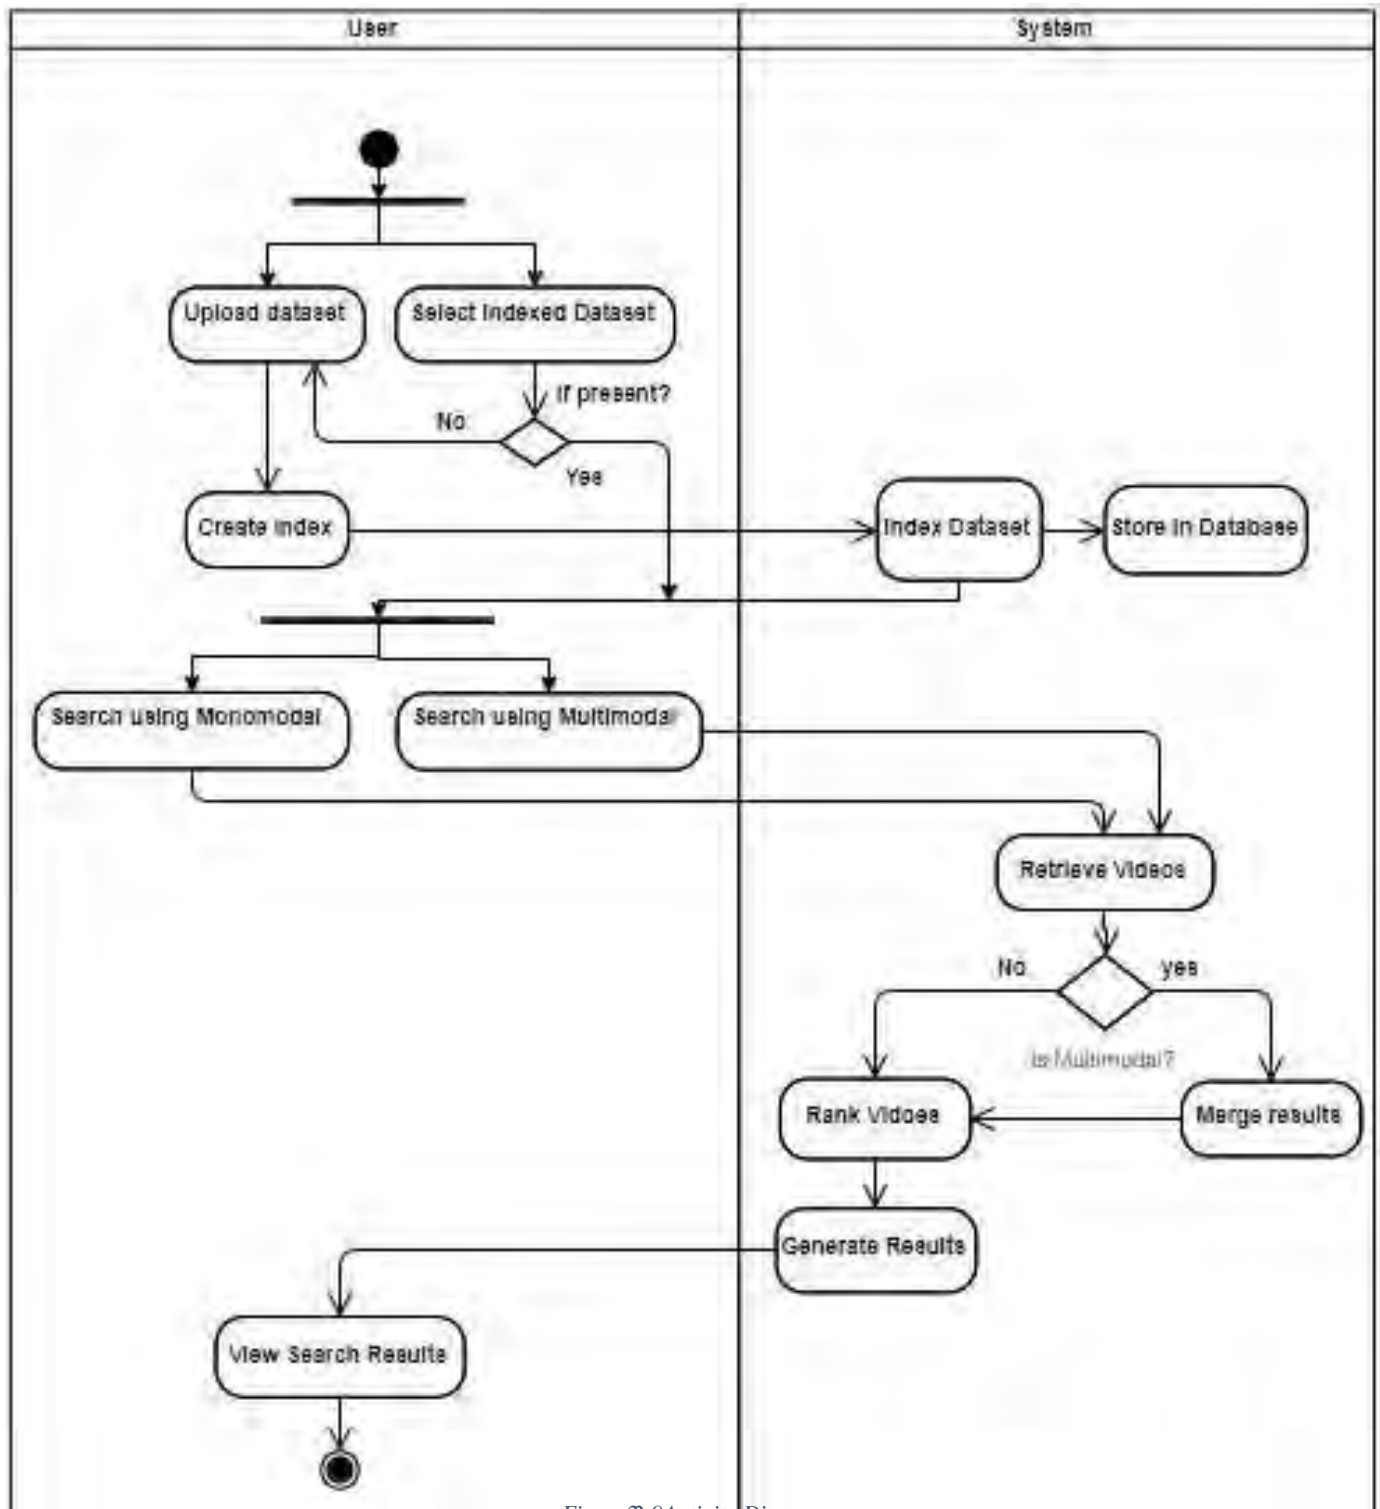 User
System
Upload dataset
Select Indexed Dataset
If present?
No
Yes
Create Index
Index Dataset
Store in Database
Search using Monomodal
Search using Multimodal
Retrieve Videos
No
yes
Is Multimodal?
Rank Vidoes
Merge results
Generate Results
View Search Results